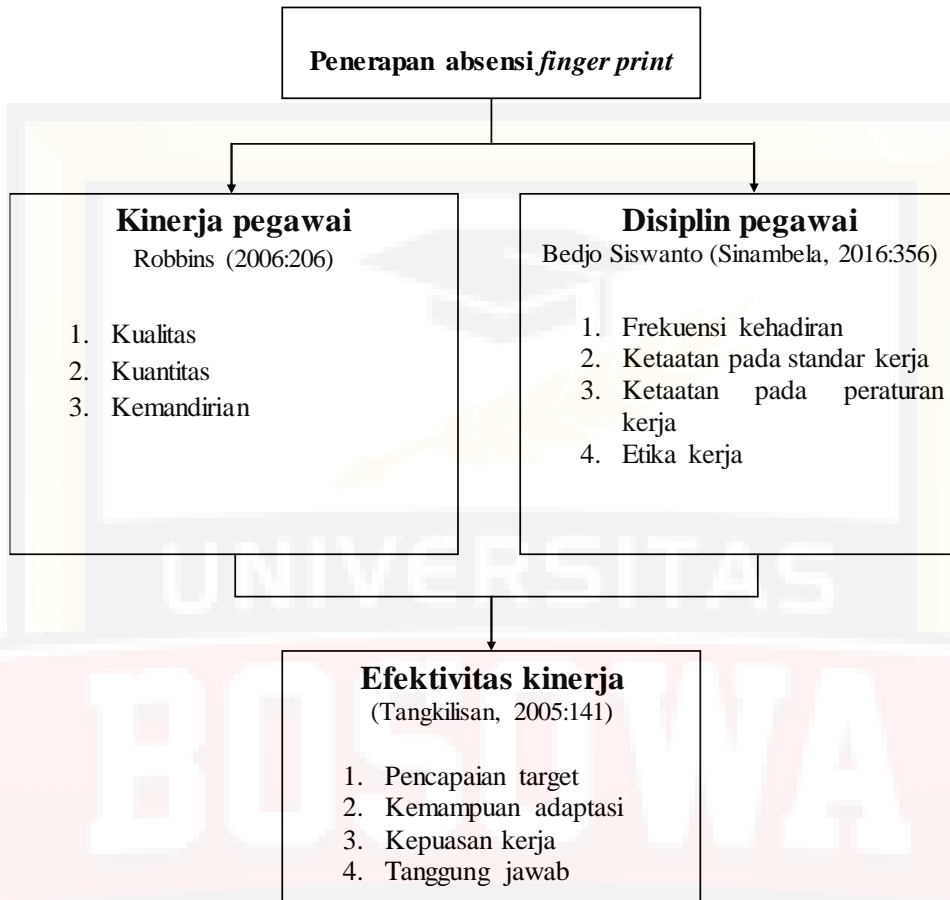 Penerapan absensi finger print
Kinerja pegawai
Robbins (2006:206)
1. Kualitas
2. Kuantitas
3. Kemandirian
Disiplin pegawai
Bedjo Siswanto (Sinambela, 2016:356)
1. Frekuensi kehadiran
2. Ketaatan pada standar kerja
3. Ketaatan pada peraturan
kerja
4. Etika kerja
UNIVERSITAS
BOSOWA
Efektivitas kinerja
(Tangkilisan, 2005:141)
1. Pencapaian target
2. Kemampuan adaptasi
3. Kepuasan kerja
4. Tanggung jawab